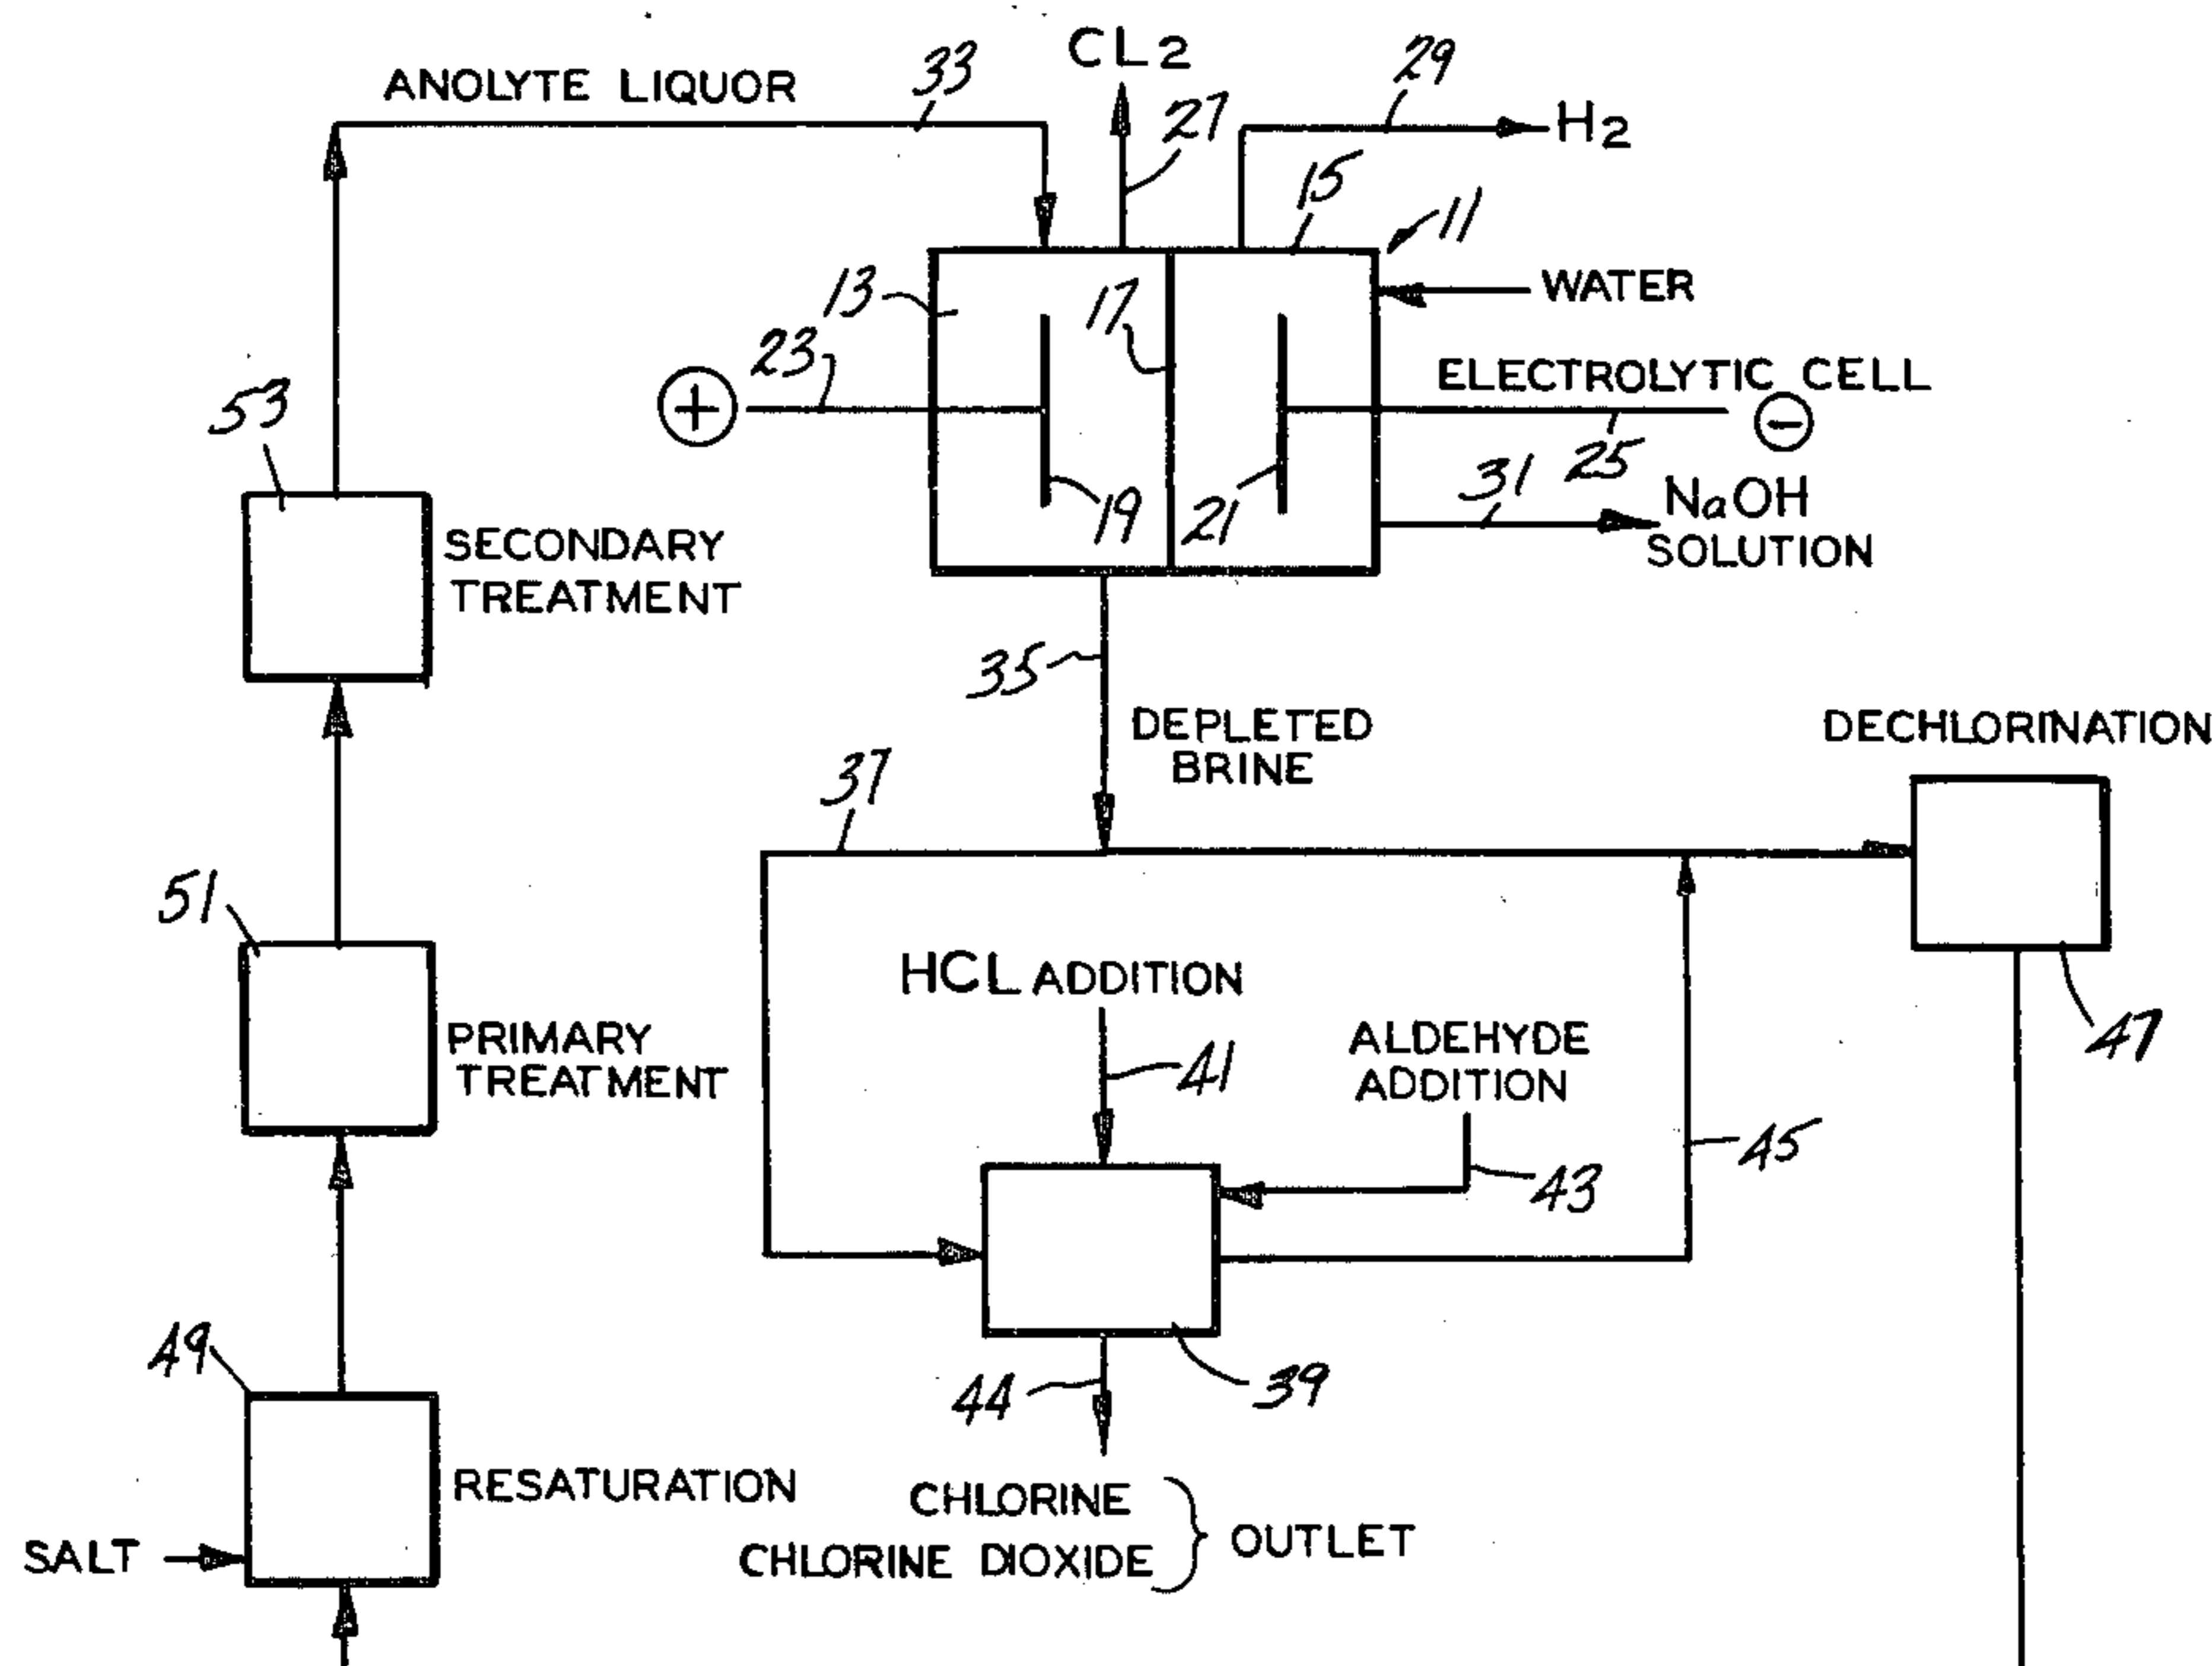 CL2
29
ANOLYTE LIQUOR
33
27
H2
15
11
13
17
WATER
23
ELECTROLYTIC CELL
+
−
53
25
19
21
31
NaOH
SOLUTION
SECONDARY
TREATMENT
35
DEPLETED
BRINE
DECHLORINATION
37
51
HCL ADDITION
PRIMARY
TREATMENT
41
ALDEHYDE
ADDITION
47
45
43
49
44
39
RESATURATION
CHLORINE
CHLORINE DIOXIDE
OUTLET
SALT